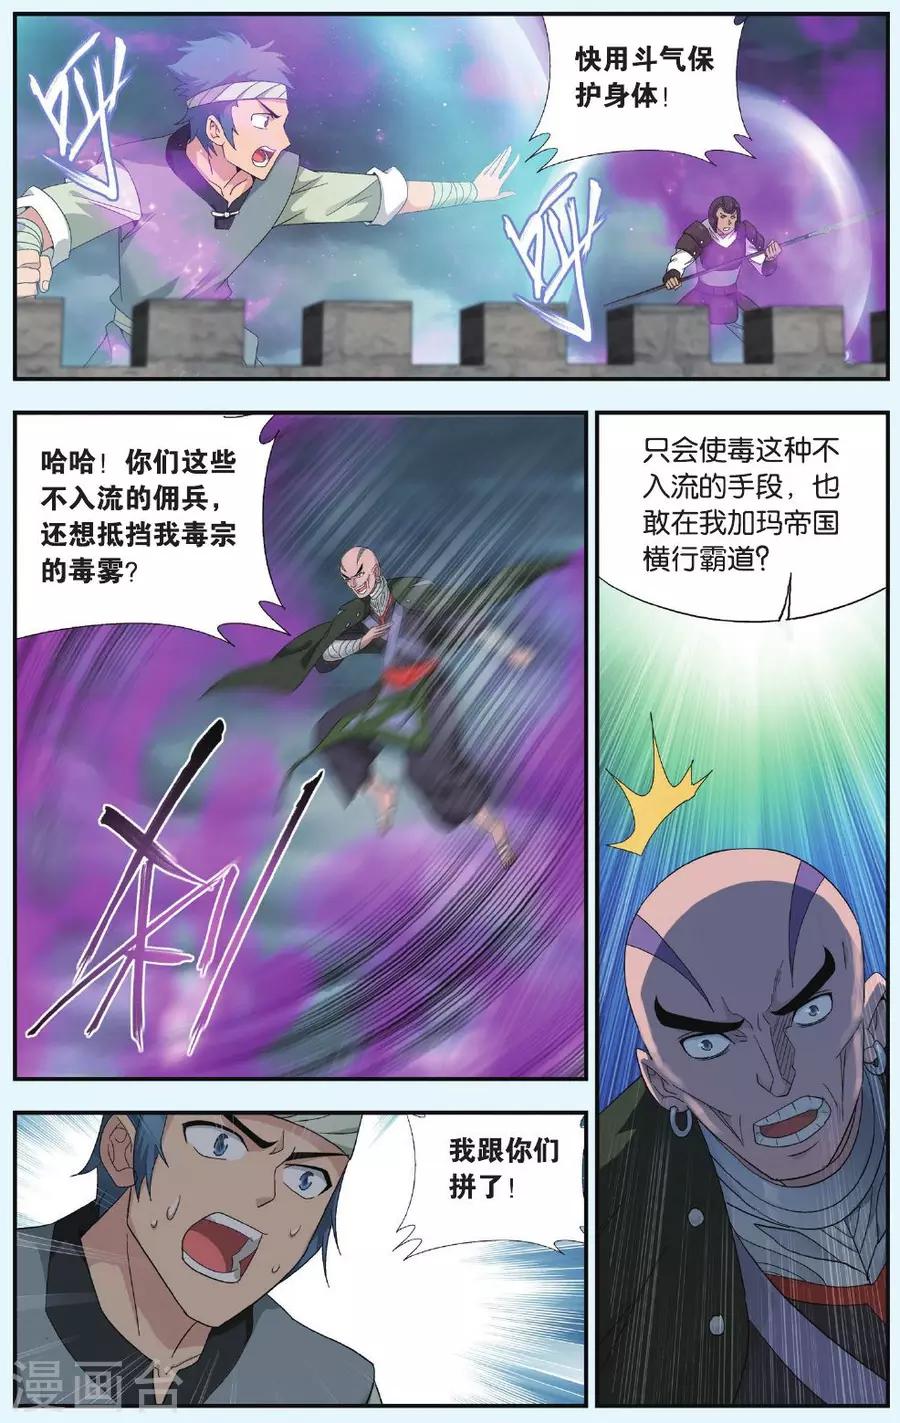 呀
快用斗气保
护身体！
呀
哈哈！你们这些
不入流的佣兵，
还想抵挡我毒宗
的毒雾？
只会使毒这种不
入流的手段，也
敢在我加玛帝国
横行霸道？
刹
我跟你们
拼了！
漫画台